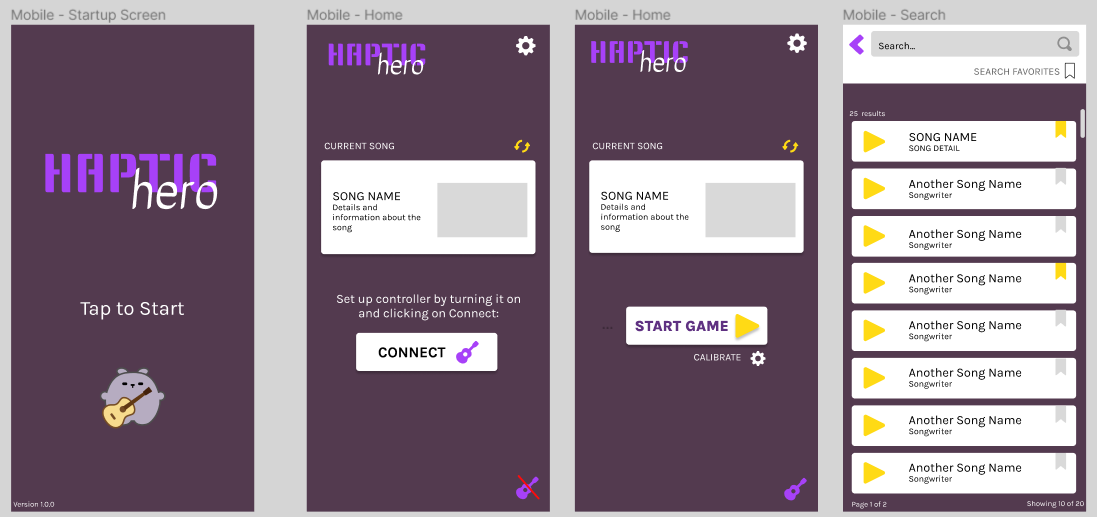 Mobile - Startup Screen
HAPTIC
hero
Tap to Start
Version 1.0.0
Mobile - Home
HAPTIC
hero
CURRENT SONG
SONG NAME
Details and
information about the
song
Set up controller by turning it on
and clicking on Connect:
CONNECT
Mobile - Home
HAPTIC
hero
CURRENT SONG
SONG NAME
Details and
information about the
song
...
START GAME
CALIBRATE
Mobile - Search
Search...
SEARCH FAVORITES
25 results
SONG NAME
SONG DETAIL
Another Song Name
Songwriter
Another Song Name
Songwriter
Another Song Name
Songwriter
Another Song Name
Songwriter
Another Song Name
Songwriter
Another Song Name
Songwriter
Another Song Name
Songwriter
Page 1 of 2
Showing 10 of 20